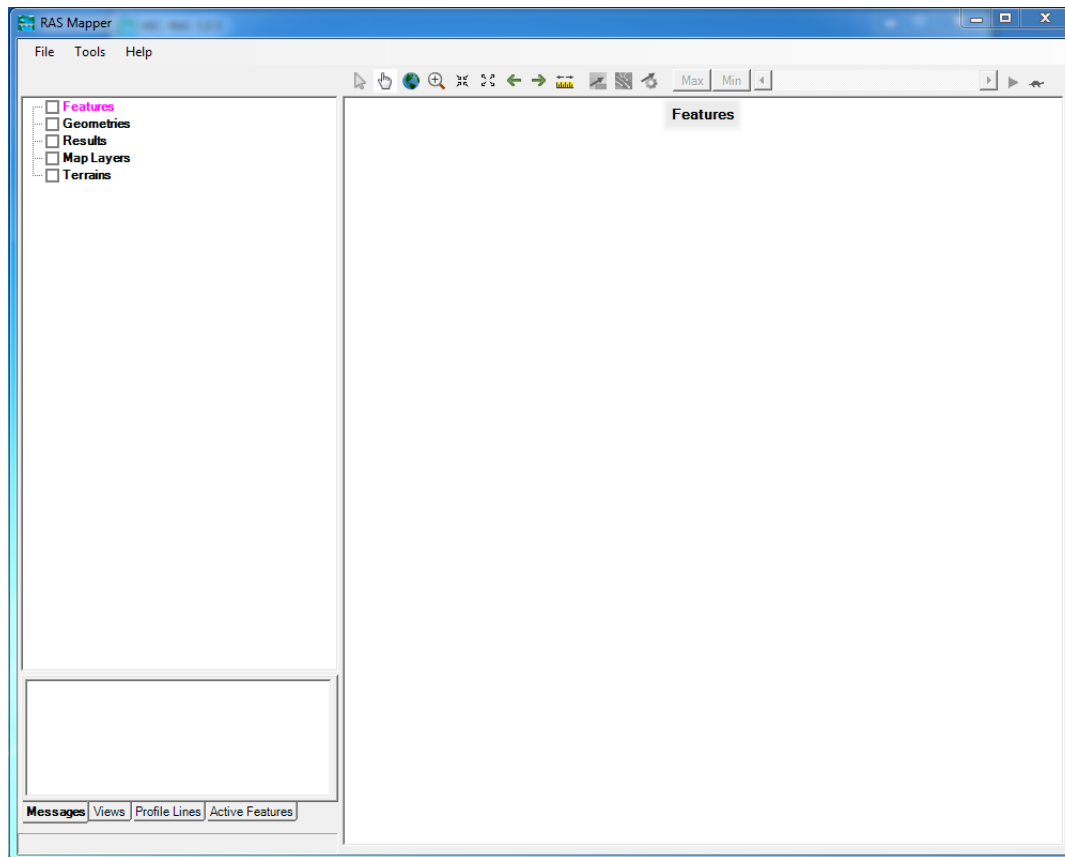 RAS Mapper
File Tools Help
Max Min
Features
Geometries
Results
Map Layers
Terrains
Features
Messages Views Profile Lines Active Features